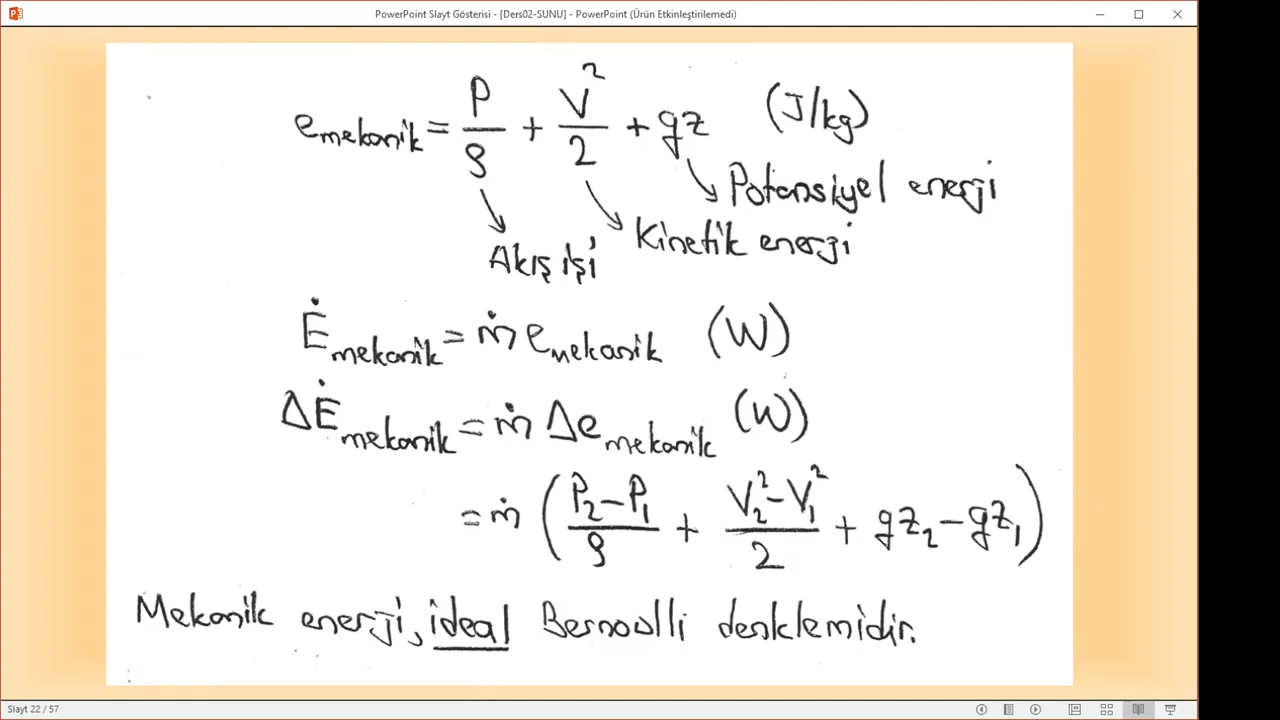 PowerPoint Slayt Gösterisi - [Ders02-SUNU] - PowerPoint (Ürün Etkinleştirilemedi)
e_mekanik = P/ρ + V²/2 + gz (J/kg)
Potansiyel enerji
Kinetik enerji
Akış işi
Ė_mekanik = ṁ e_mekanik (W)
ΔĖ_mekanik = ṁ Δe_mekanik (W)
= ṁ ( (P₂-P₁)/ρ + (V₂²-V₁²)/2 + gz₂ - gz₁ )
Mekanik enerji, ideal Bernoulli denklemidir.
Slayt 22 / 57